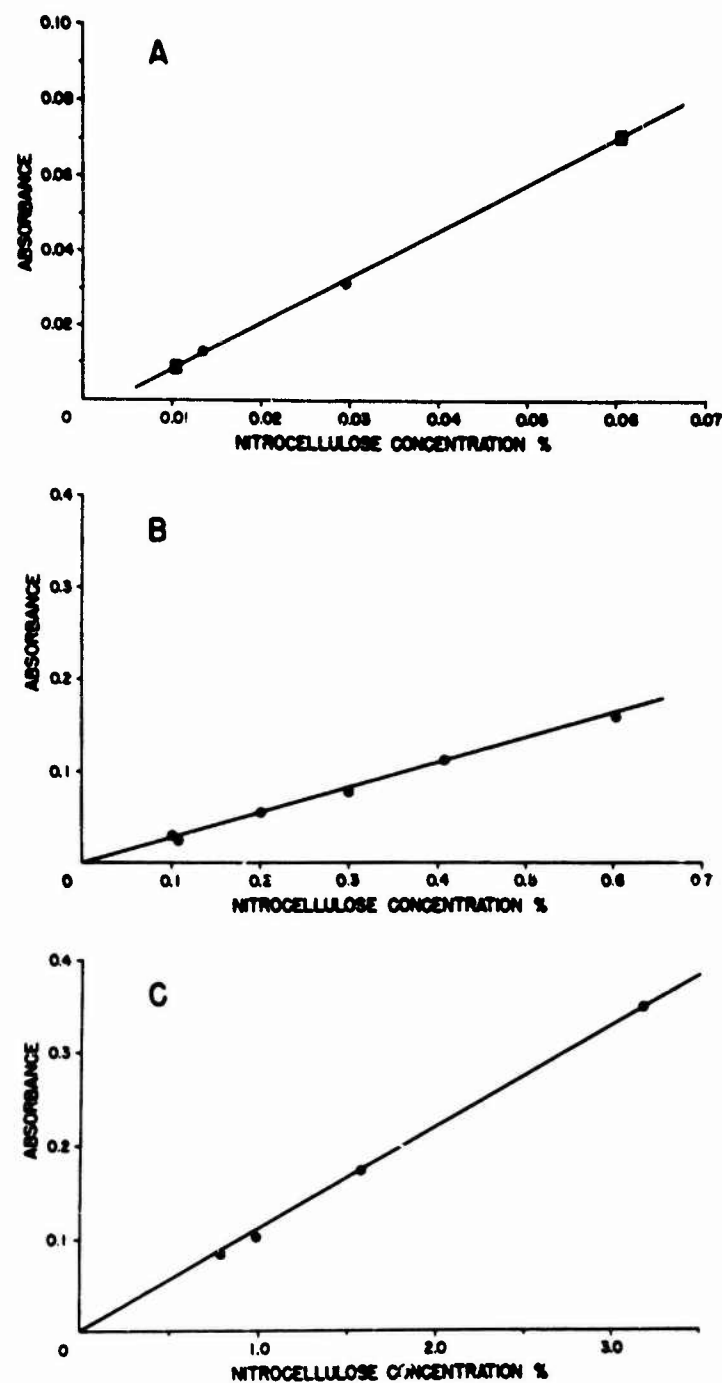 A
0.10
0.08
0.06
0.04
0.02
ABSORBANCE
0 0.01 0.02 0.03 0.04 0.05 0.06 0.07
NITROCELLULOSE CONCENTRATION %
B
0.4
0.3
0.2
0.1
ABSORBANCE
0 0.1 0.2 0.3 0.4 0.5 0.6 0.7
NITROCELLULOSE CONCENTRATION %
C
0.4
0.3
0.2
0.1
ABSORBANCE
0 1.0 2.0 3.0
NITROCELLULOSE CONCENTRATION %